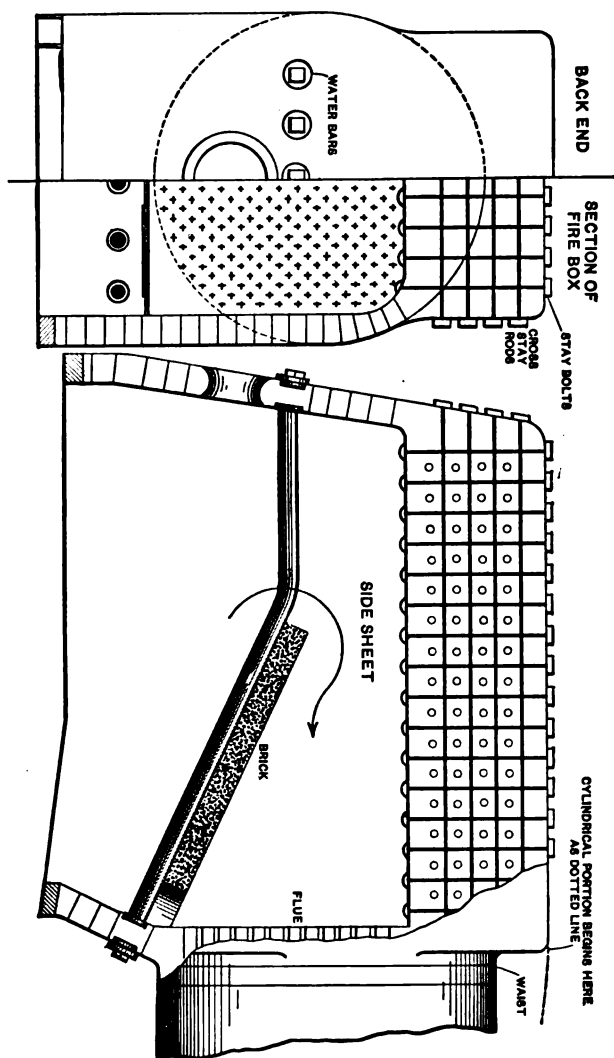 BACK END
SECTION OF
FIRE BOX
WATER BARS
STAY BOLTS
CROSS
STAY
RODS
SIDE SHEET
BRICK
FLUE
CYLINDRICAL PORTION BEGINS HERE
AS DOTTED LINE
WAIST